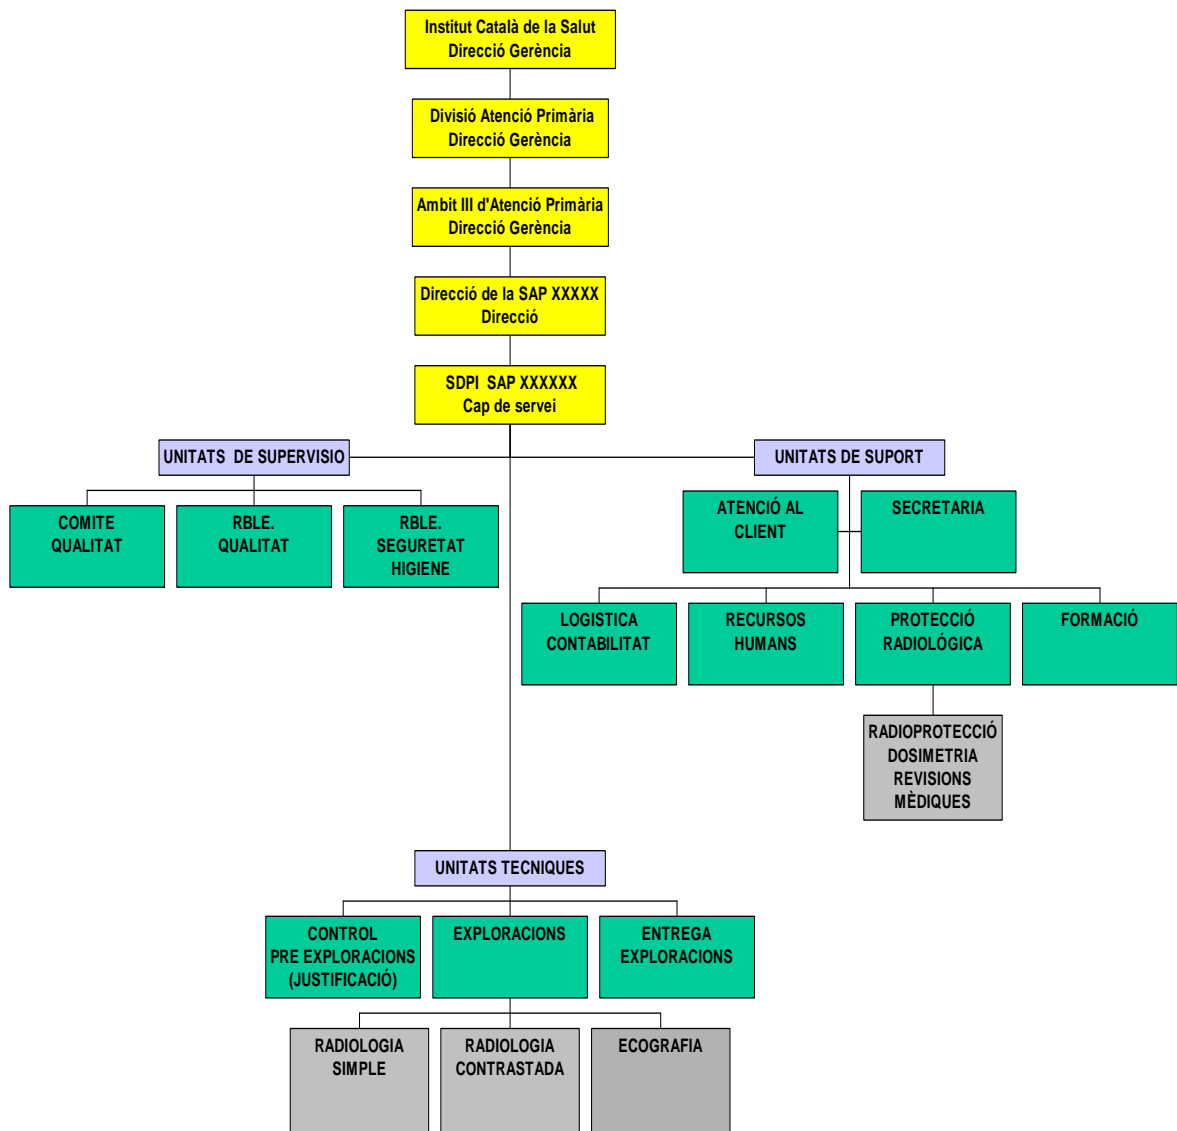 Institut Català de la Salut
Direcció Gerència
Divisió Atenció Primària
Direcció Gerència
Ambit III d'Atenció Primària
Direcció Gerència
Direcció de la SAP XXXXX
Direcció
SDPI SAP XXXXXX
Cap de servei
UNITATS DE SUPERVISIO
UNITATS DE SUPORT
COMITE
QUALITAT
RBLE.
QUALITAT
RBLE.
SEGURETAT
HIGIENE
ATENCIÓ AL
CLIENT
SECRETARIA
LOGISTICA
CONTABILITAT
RECURSOS
HUMANS
PROTECCIÓ
RADIOLÓGICA
FORMACIÓ
RADIOPROTECCIÓ
DOSIMETRIA
REVISIONS
MÈDIQUES
UNITATS TECNIQUES
CONTROL
PRE EXPLORACIONS
(JUSTIFICACIÓ)
EXPLORACIONS
ENTREGA
EXPLORACIONS
RADIOLOGIA
SIMPLE
RADIOLOGIA
CONTRASTADA
ECOGRAFIA